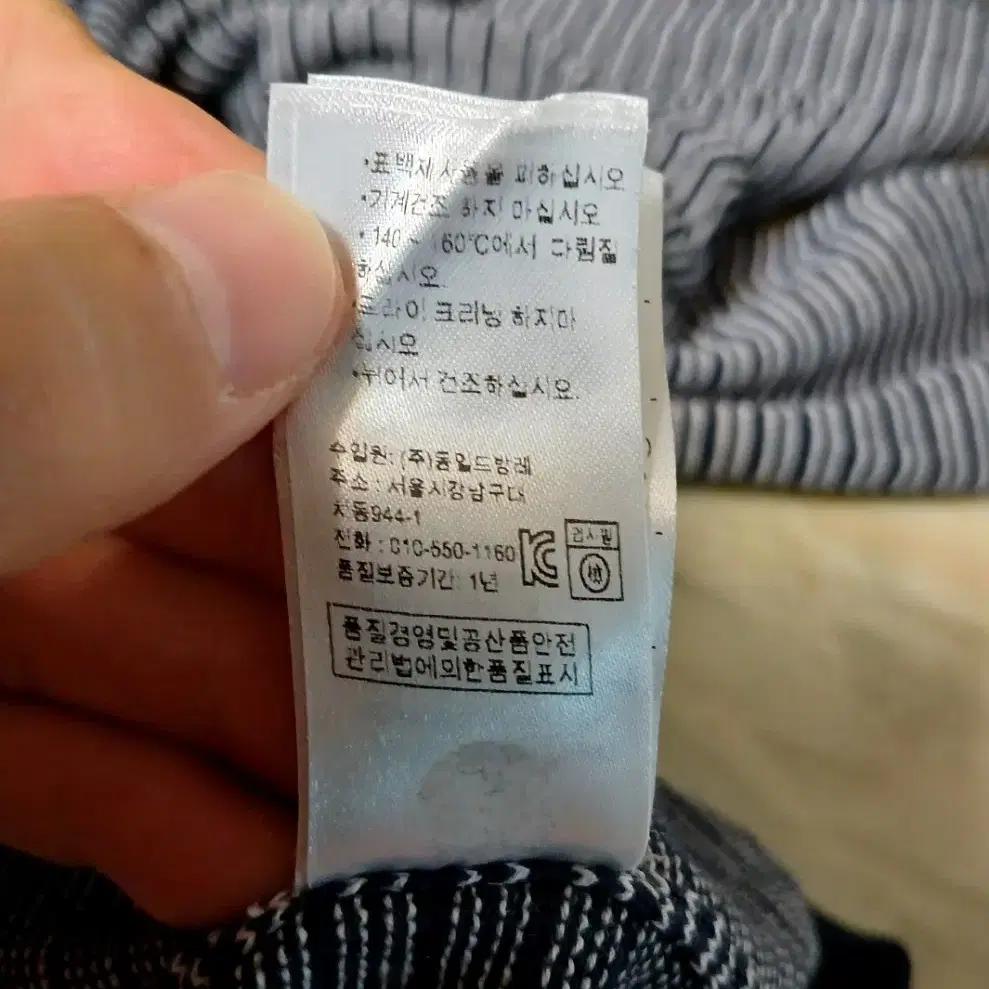 •표백제 사용을 피하십시오
•기계건조 하지 마십시오
•140~160℃에서 다림질
하십시오.
•드라이 크리닝 하지마
십시오
•뉘어서 건조하십시오.
수입원: (주)동일드방레
주소 : 서울시강남구대
치동944-1
전화 : 010-550-1160
품질보증기간: 1년
검사필
품질경영및공산품안전
관리법에의한품질표시